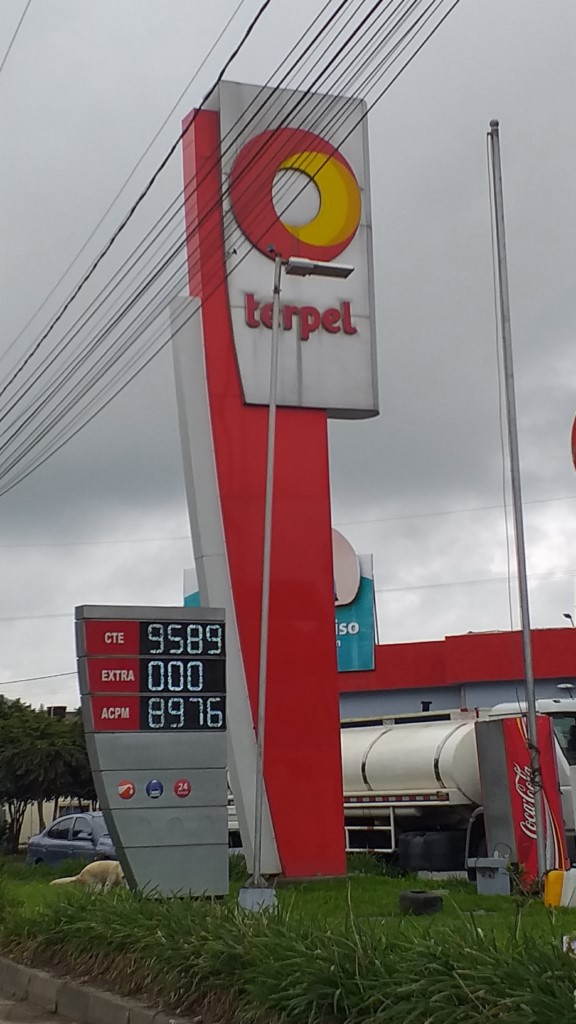 terpel
iso
CTE 9589
EXTRA 000
ACPM 8976
24
Coca-Cola